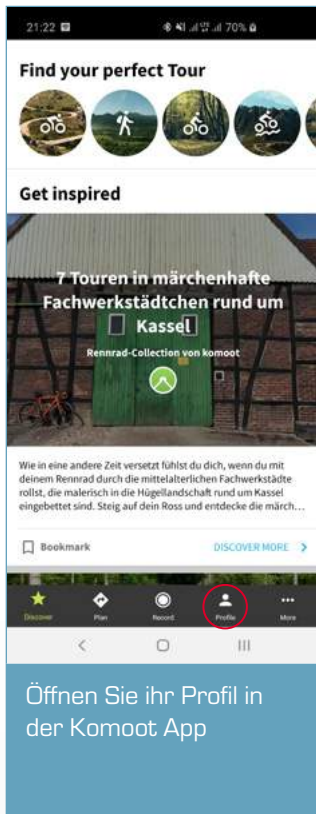 21:22 70%
Find your perfect Tour
Get inspired
7 Touren in märchenhafte
Fachwerkstädtchen rund um
Kassel
Rennrad-Collection von komoot
Wie in eine andere Zeit versetzt fühlst du dich, wenn du mit
deinem Rennrad durch die mittelalterlichen Fachwerkstädte
rollst, die malerisch in die Hügellandschaft rund um Kassel
eingebettet sind. Steig auf dein Ross und entdecke die märch...
Bookmark DISCOVER MORE
Discover Plan Record Profile More
Öffnen Sie ihr Profil in
der Komoot App